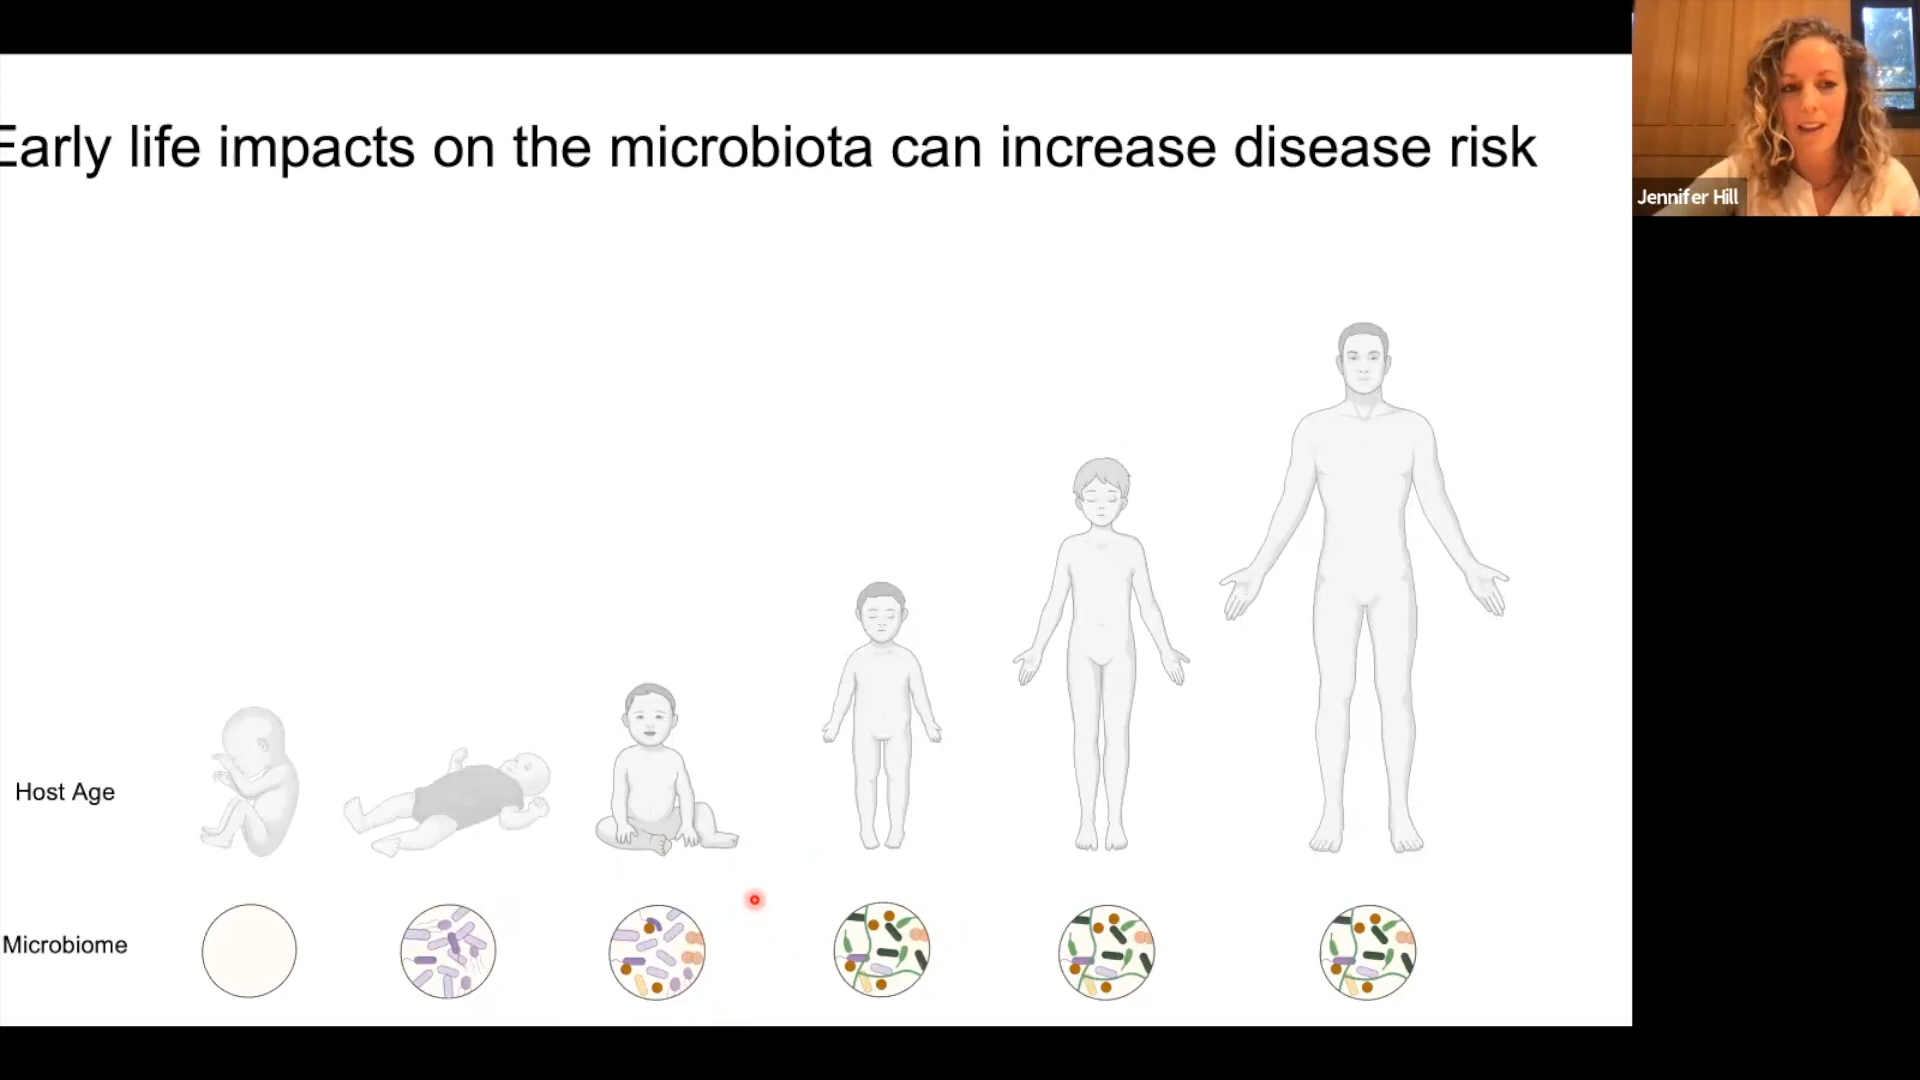 Early life impacts on the microbiota can increase disease risk
Jennifer Hill
Host Age
Microbiome